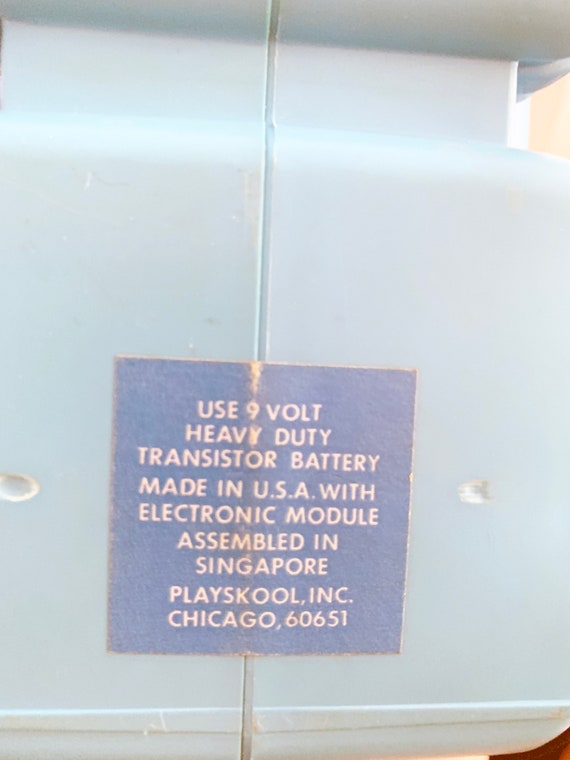 USE 9 VOLT
HEAVY DUTY
TRANSISTOR BATTERY
MADE IN U.S.A. WITH
ELECTRONIC MODULE
ASSEMBLED IN
SINGAPORE
PLAYSKOOL, INC.
CHICAGO, 60651